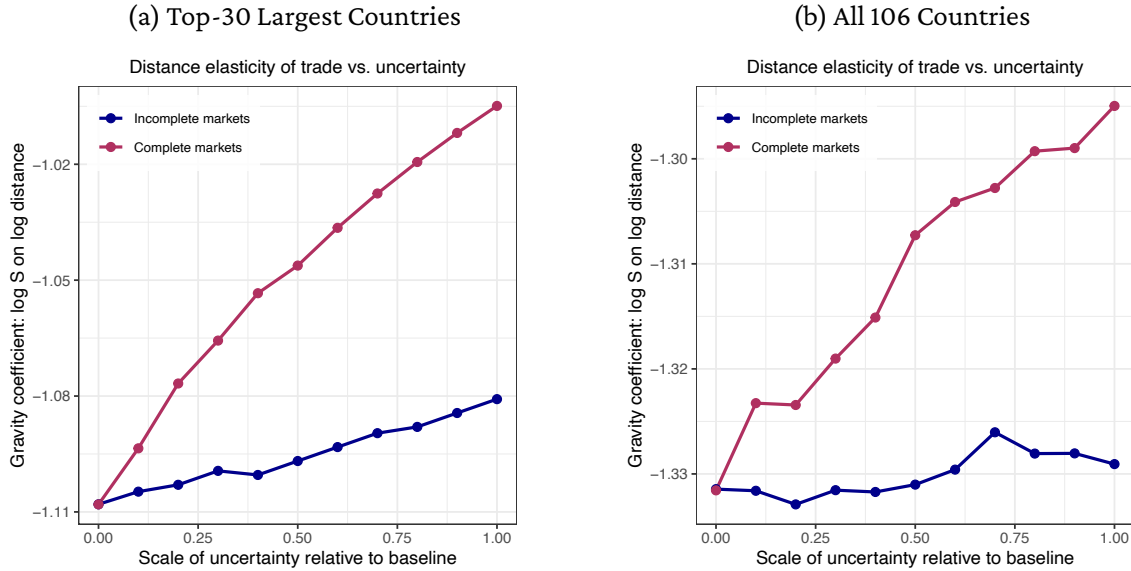 (a) Top-30 Largest Countries
Distance elasticity of trade vs. uncertainty
Incomplete markets
Complete markets
Gravity coefficient: log S on log distance
−1.02
−1.05
−1.08
−1.11
0.00 0.25 0.50 0.75 1.00
Scale of uncertainty relative to baseline
(b) All 106 Countries
Distance elasticity of trade vs. uncertainty
Incomplete markets
Complete markets
Gravity coefficient: log S on log distance
−1.30
−1.31
−1.32
−1.33
0.00 0.25 0.50 0.75 1.00
Scale of uncertainty relative to baseline